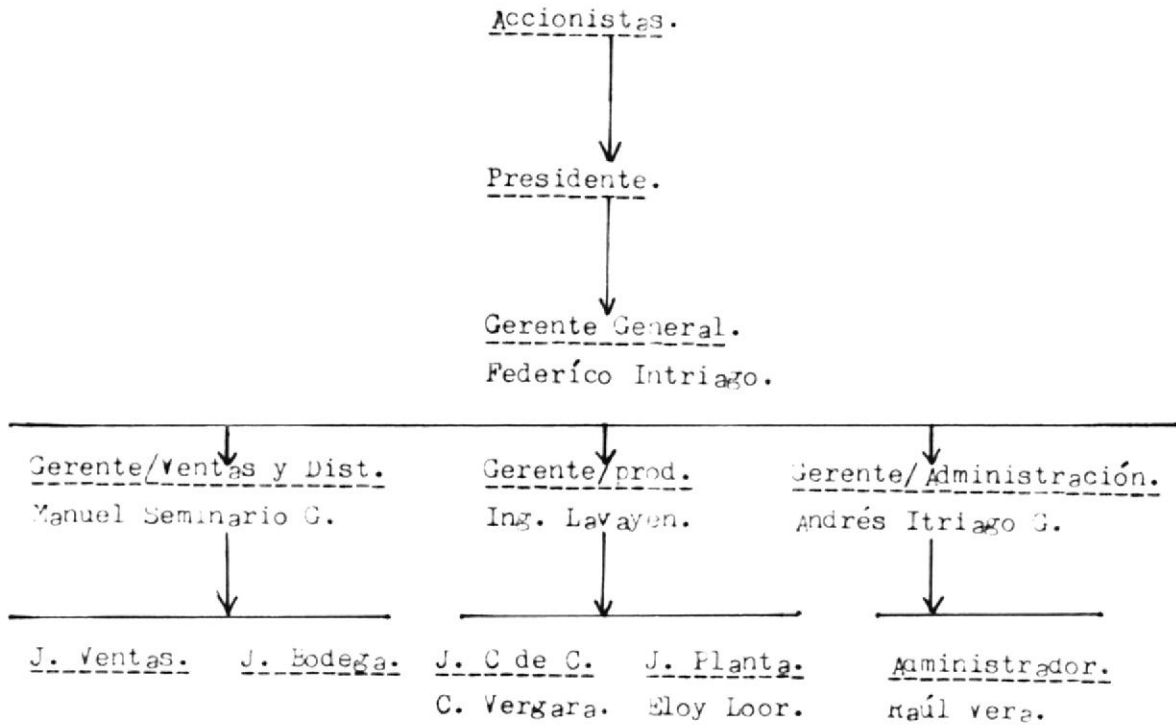 Accionistas.
Presidente.
Gerente General.
Federíco Intriago.
Gerente/Ventas y Dist. Gerente/prod. Gerente/Administración.
Manuel Seminario G. Ing. Lavayen. Andrés Itriago G.
J. Ventas. J. Bodega. J. C de C. J. Planta. Administrador.
C. Vergara. Eloy Loor. Raúl Vera.